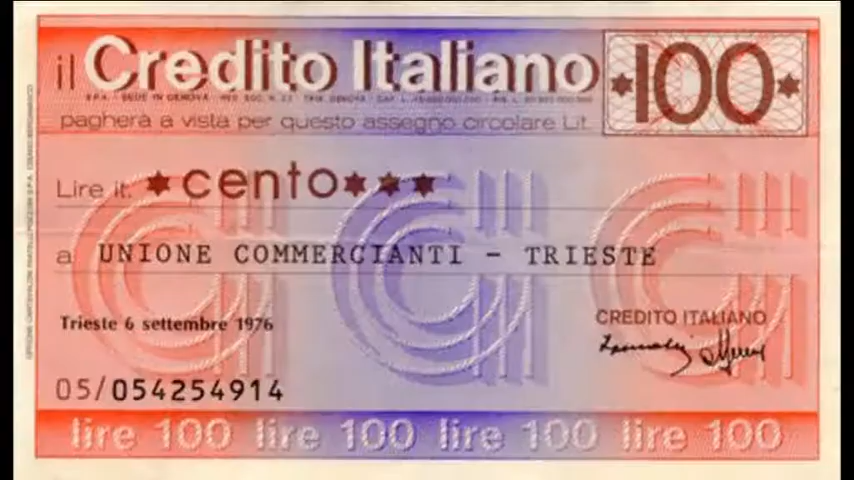 il Credito Italiano *100*
pagherà a vista per questo assegno circolare Lit.
Lire it. *cento***
a UNIONE COMMERCIANTI - TRIESTE
Trieste 6 settembre 1976
CREDITO ITALIANO
05/054254914
lire 100 lire 100 lire 100 lire 100